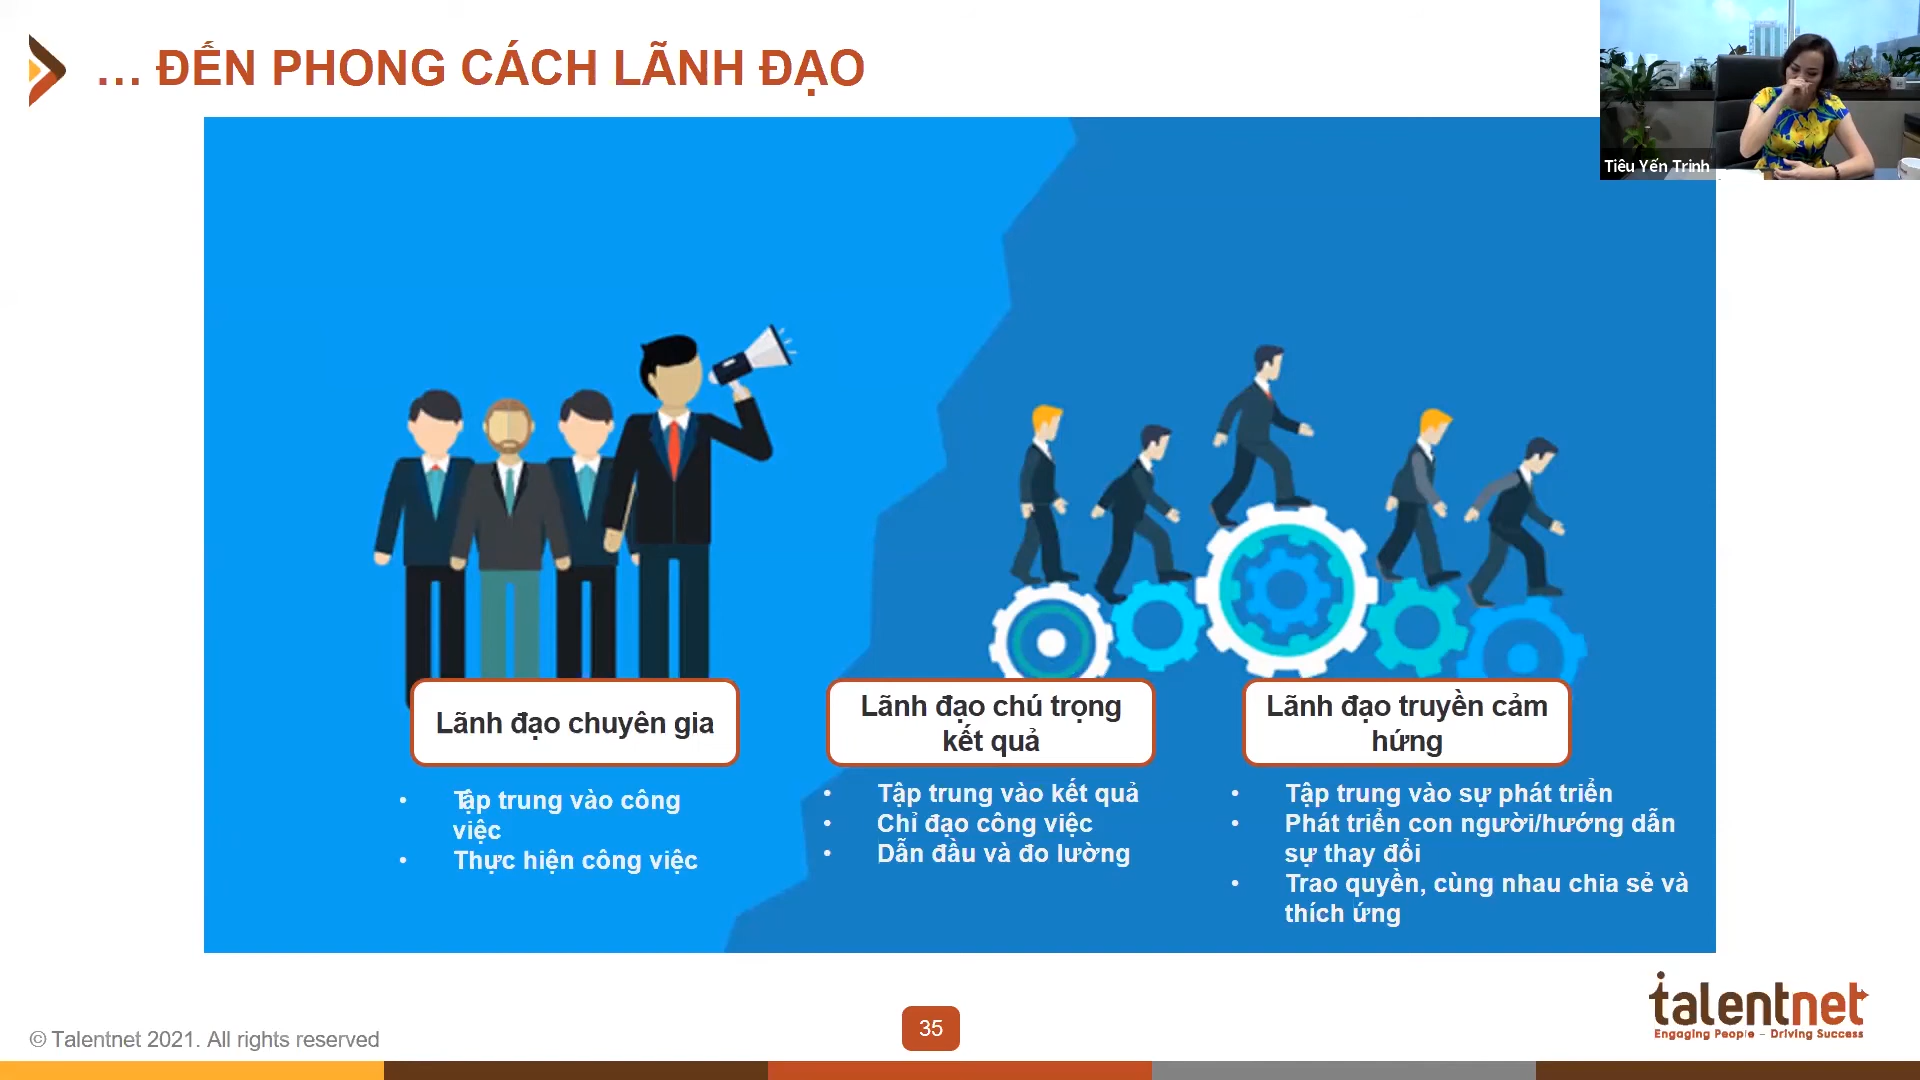 ... ĐẾN PHONG CÁCH LÃNH ĐẠO
Tiêu Yến Trinh
Lãnh đạo chuyên gia
• Tập trung vào công
việc
• Thực hiện công việc
Lãnh đạo chú trọng
kết quả
• Tập trung vào kết quả
• Chỉ đạo công việc
• Dẫn đầu và đo lường
Lãnh đạo truyền cảm
hứng
• Tập trung vào sự phát triển
• Phát triển con người/hướng dẫn
sự thay đổi
• Trao quyền, cùng nhau chia sẻ và
thích ứng
talentnet
Engaging People - Driving Success
35
© Talentnet 2021. All rights reserved